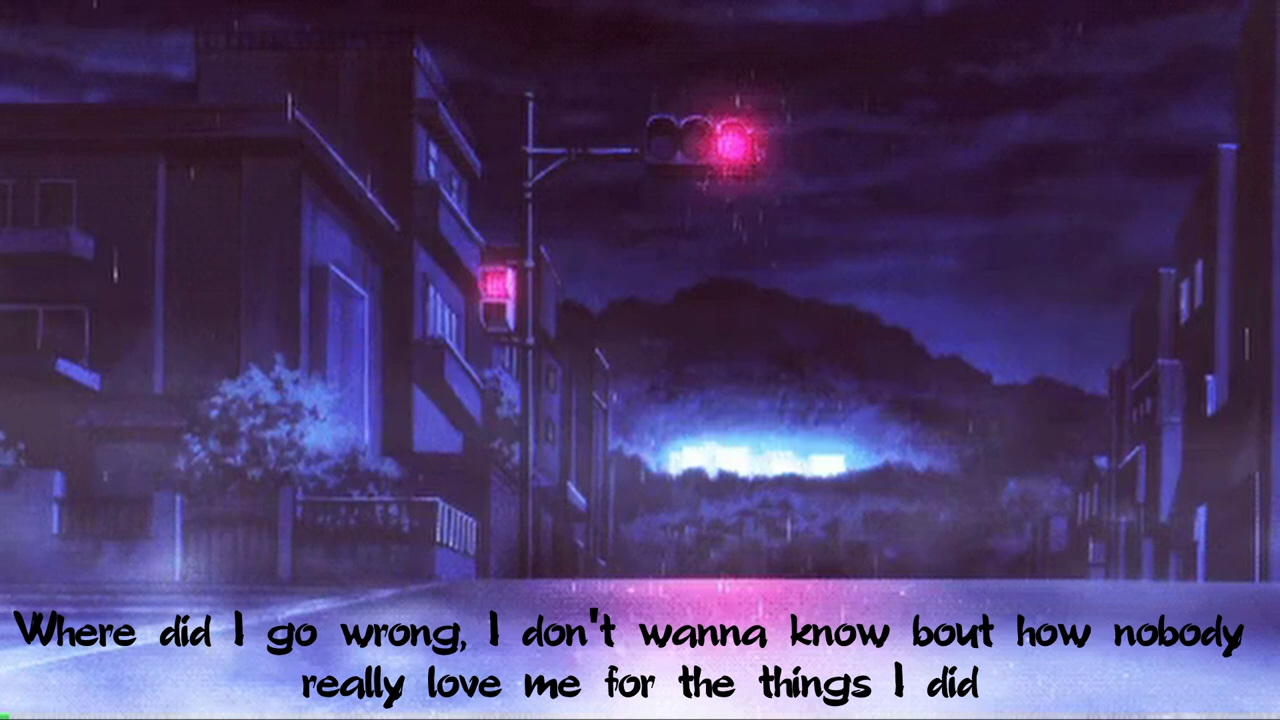 Where did I go wrong, I don't wanna know bout how nobody
really love me for the things I did